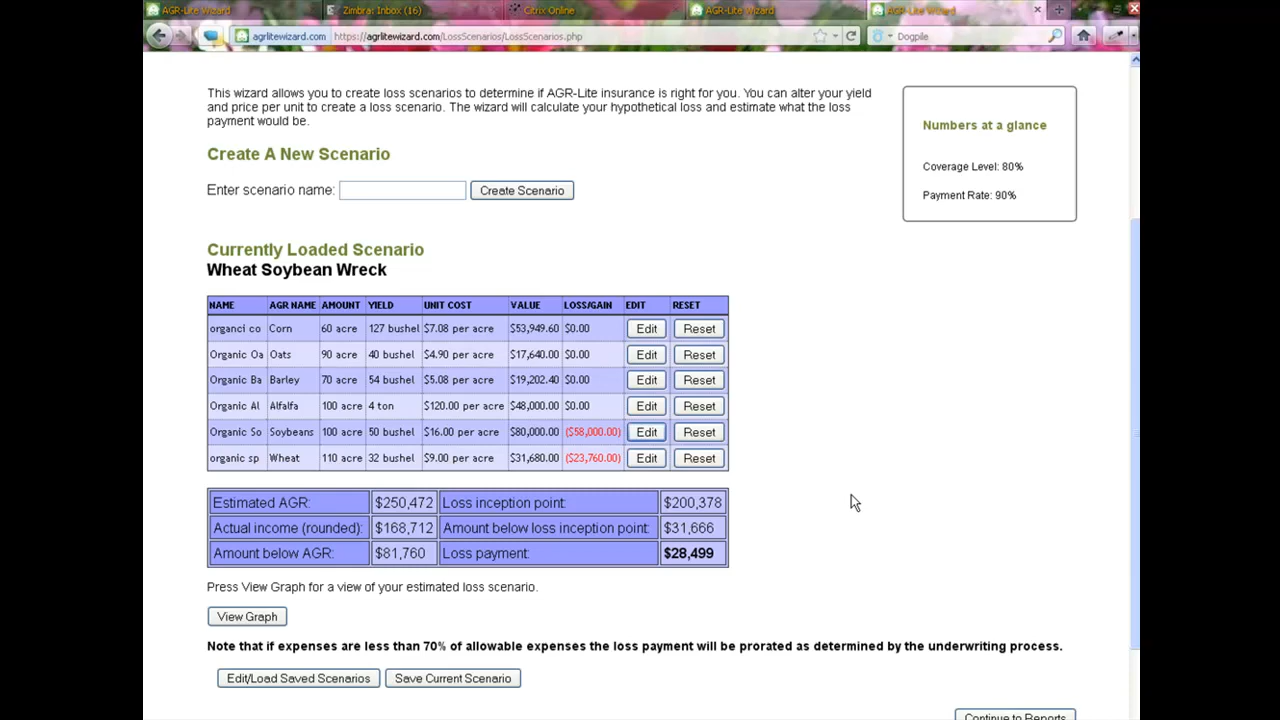 AGR-Lite Wizard
Zimbra: Inbox (16)
Citrix Online
AGR-Lite Wizard
AGR-Lite Wizard
agrlitewizard.com https://agrlitewizard.com/LossScenarios/LossScenarios.php
Dogpile
This wizard allows you to create loss scenarios to determine if AGR-Lite insurance is right for you. You can alter your yield
and price per unit to create a loss scenario. The wizard will calculate your hypothetical loss and estimate what the loss
payment would be.
Numbers at a glance
Coverage Level: 80%
Payment Rate: 90%
Create A New Scenario
Enter scenario name: Create Scenario
Currently Loaded Scenario
Wheat Soybean Wreck
NAME AGR NAME AMOUNT YIELD UNIT COST VALUE LOSS/GAIN EDIT RESET
organci co Corn 60 acre 127 bushel $7.08 per acre $53,949.60 $0.00 Edit Reset
Organic Oa Oats 90 acre 40 bushel $4.90 per acre $17,640.00 $0.00 Edit Reset
Organic Ba Barley 70 acre 54 bushel $5.08 per acre $19,202.40 $0.00 Edit Reset
Organic Al Alfalfa 100 acre 4 ton $120.00 per acre $48,000.00 $0.00 Edit Reset
Organic So Soybeans 100 acre 50 bushel $16.00 per acre $80,000.00 ($58,000.00) Edit Reset
organic sp Wheat 110 acre 32 bushel $9.00 per acre $31,680.00 ($23,760.00) Edit Reset
Estimated AGR: $250,472 Loss inception point: $200,378
Actual income (rounded): $168,712 Amount below loss inception point: $31,666
Amount below AGR: $81,760 Loss payment: $28,499
Press View Graph for a view of your estimated loss scenario.
View Graph
Note that if expenses are less than 70% of allowable expenses the loss payment will be prorated as determined by the underwriting process.
Edit/Load Saved Scenarios Save Current Scenario
Continue to Reports